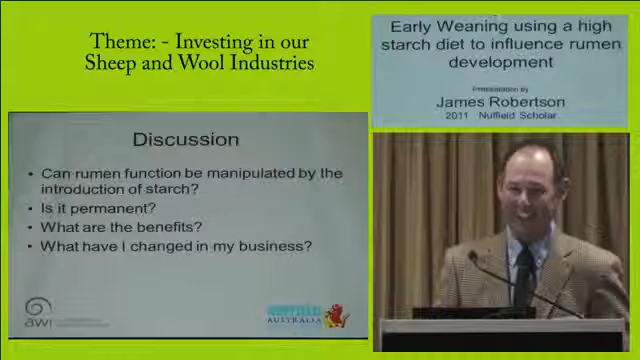 Theme: - Investing in our
Sheep and Wool Industries
Early Weaning using a high
starch diet to influence rumen
development
Presentation by
James Robertson
2011 Nuffield Scholar
Discussion
• Can rumen function be manipulated by the
introduction of starch?
• Is it permanent?
• What are the benefits?
• What have I changed in my business?
awi
NUFFIELD
AUSTRALIA